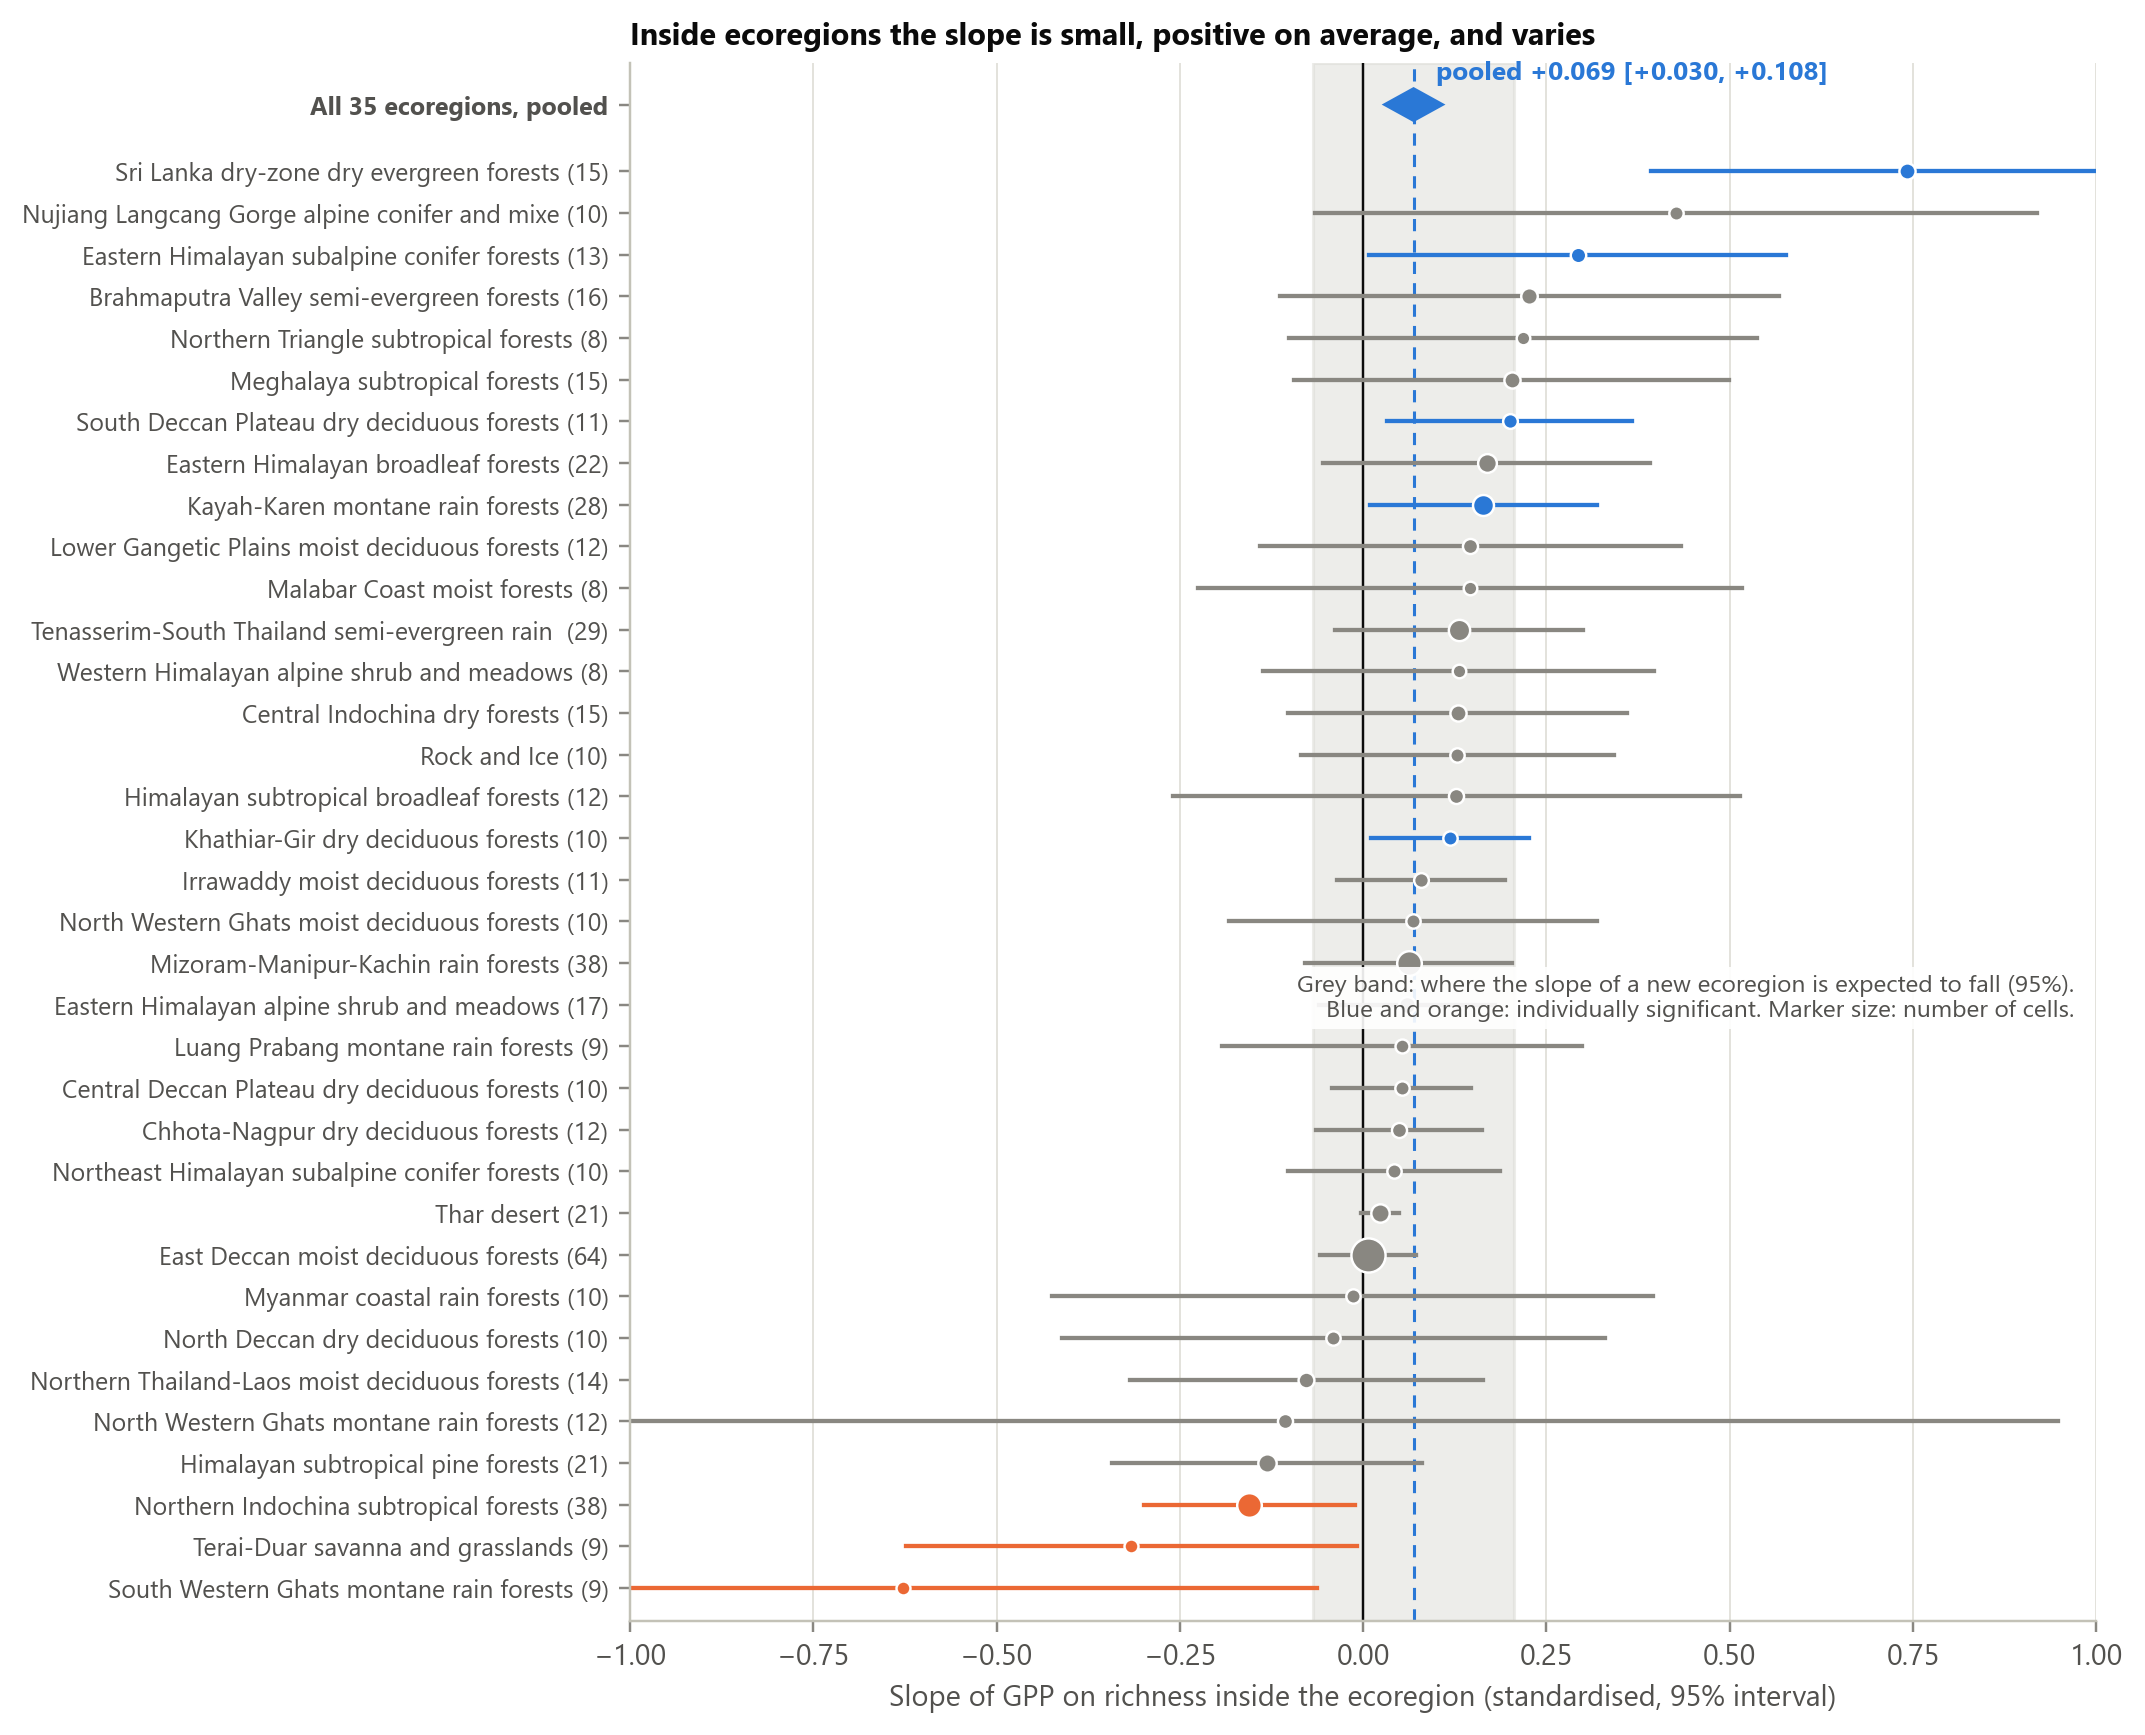 Inside ecoregions the slope is small, positive on average, and varies
pooled +0.069 [+0.030, +0.108]
All 35 ecoregions, pooled
Sri Lanka dry-zone dry evergreen forests (15)
Nujiang Langcang Gorge alpine conifer and mixe (10)
Eastern Himalayan subalpine conifer forests (13)
Brahmaputra Valley semi-evergreen forests (16)
Northern Triangle subtropical forests (8)
Meghalaya subtropical forests (15)
South Deccan Plateau dry deciduous forests (11)
Eastern Himalayan broadleaf forests (22)
Kayah-Karen montane rain forests (28)
Lower Gangetic Plains moist deciduous forests (12)
Malabar Coast moist forests (8)
Tenasserim-South Thailand semi-evergreen rain  (29)
Western Himalayan alpine shrub and meadows (8)
Central Indochina dry forests (15)
Rock and Ice (10)
Himalayan subtropical broadleaf forests (12)
Khathiar-Gir dry deciduous forests (10)
Irrawaddy moist deciduous forests (11)
North Western Ghats moist deciduous forests (10)
Mizoram-Manipur-Kachin rain forests (38)
Grey band: where the slope of a new ecoregion is expected to fall (95%).
Blue and orange: individually significant. Marker size: number of cells.
Eastern Himalayan alpine shrub and meadows (17)
Luang Prabang montane rain forests (9)
Central Deccan Plateau dry deciduous forests (10)
Chhota-Nagpur dry deciduous forests (12)
Northeast Himalayan subalpine conifer forests (10)
Thar desert (21)
East Deccan moist deciduous forests (64)
Myanmar coastal rain forests (10)
North Deccan dry deciduous forests (10)
Northern Thailand-Laos moist deciduous forests (14)
North Western Ghats montane rain forests (12)
Himalayan subtropical pine forests (21)
Northern Indochina subtropical forests (38)
Terai-Duar savanna and grasslands (9)
South Western Ghats montane rain forests (9)
−1.00 −0.75 −0.50 −0.25 0.00 0.25 0.50 0.75 1.00
Slope of GPP on richness inside the ecoregion (standardised, 95% interval)